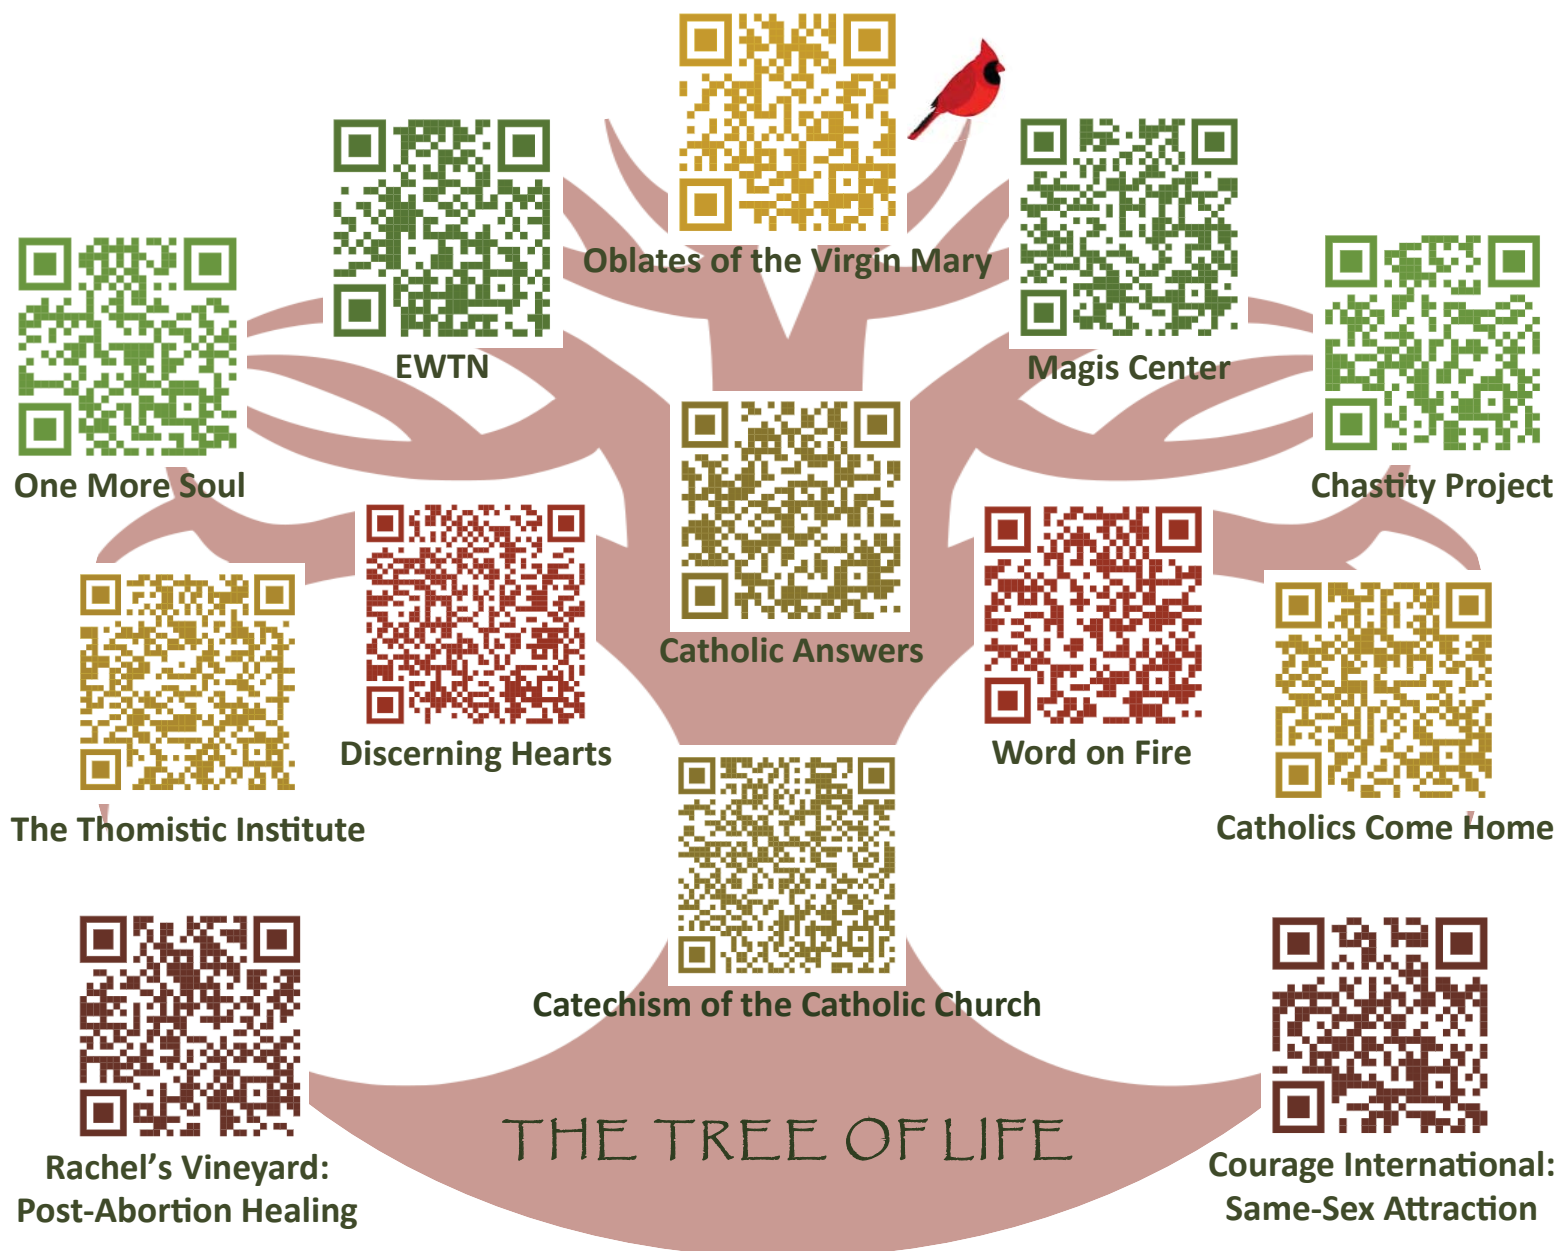 Oblates of the Virgin Mary
EWTN
Magis Center
One More Soul
Chastity Project
Catholic Answers
Discerning Hearts
Word on Fire
The Thomistic Institute
Catholics Come Home
Catechism of the Catholic Church
THE TREE OF LIFE
Rachel’s Vineyard:
Post-Abortion Healing
Courage International:
Same-Sex Attraction